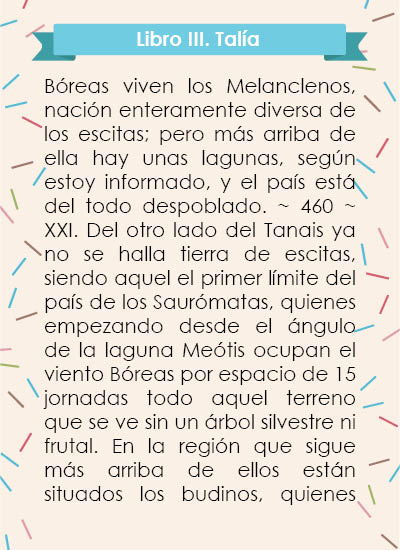 Libro III. Talía
Bóreas viven los Melanclenos,
nación enteramente diversa de
los escitas; pero más arriba de
ella hay unas lagunas, según
estoy informado, y el país está
del todo despoblado. ~ 460 ~
XXI. Del otro lado del Tanais ya
no se halla tierra de escitas,
siendo aquel el primer límite del
país de los Saurómatas, quienes
empezando desde el ángulo
de la laguna Meótis ocupan el
viento Bóreas por espacio de 15
jornadas todo aquel terreno
que se ve sin un árbol silvestre ni
frutal. En la región que sigue
más arriba de ellos están
situados los budinos, quienes